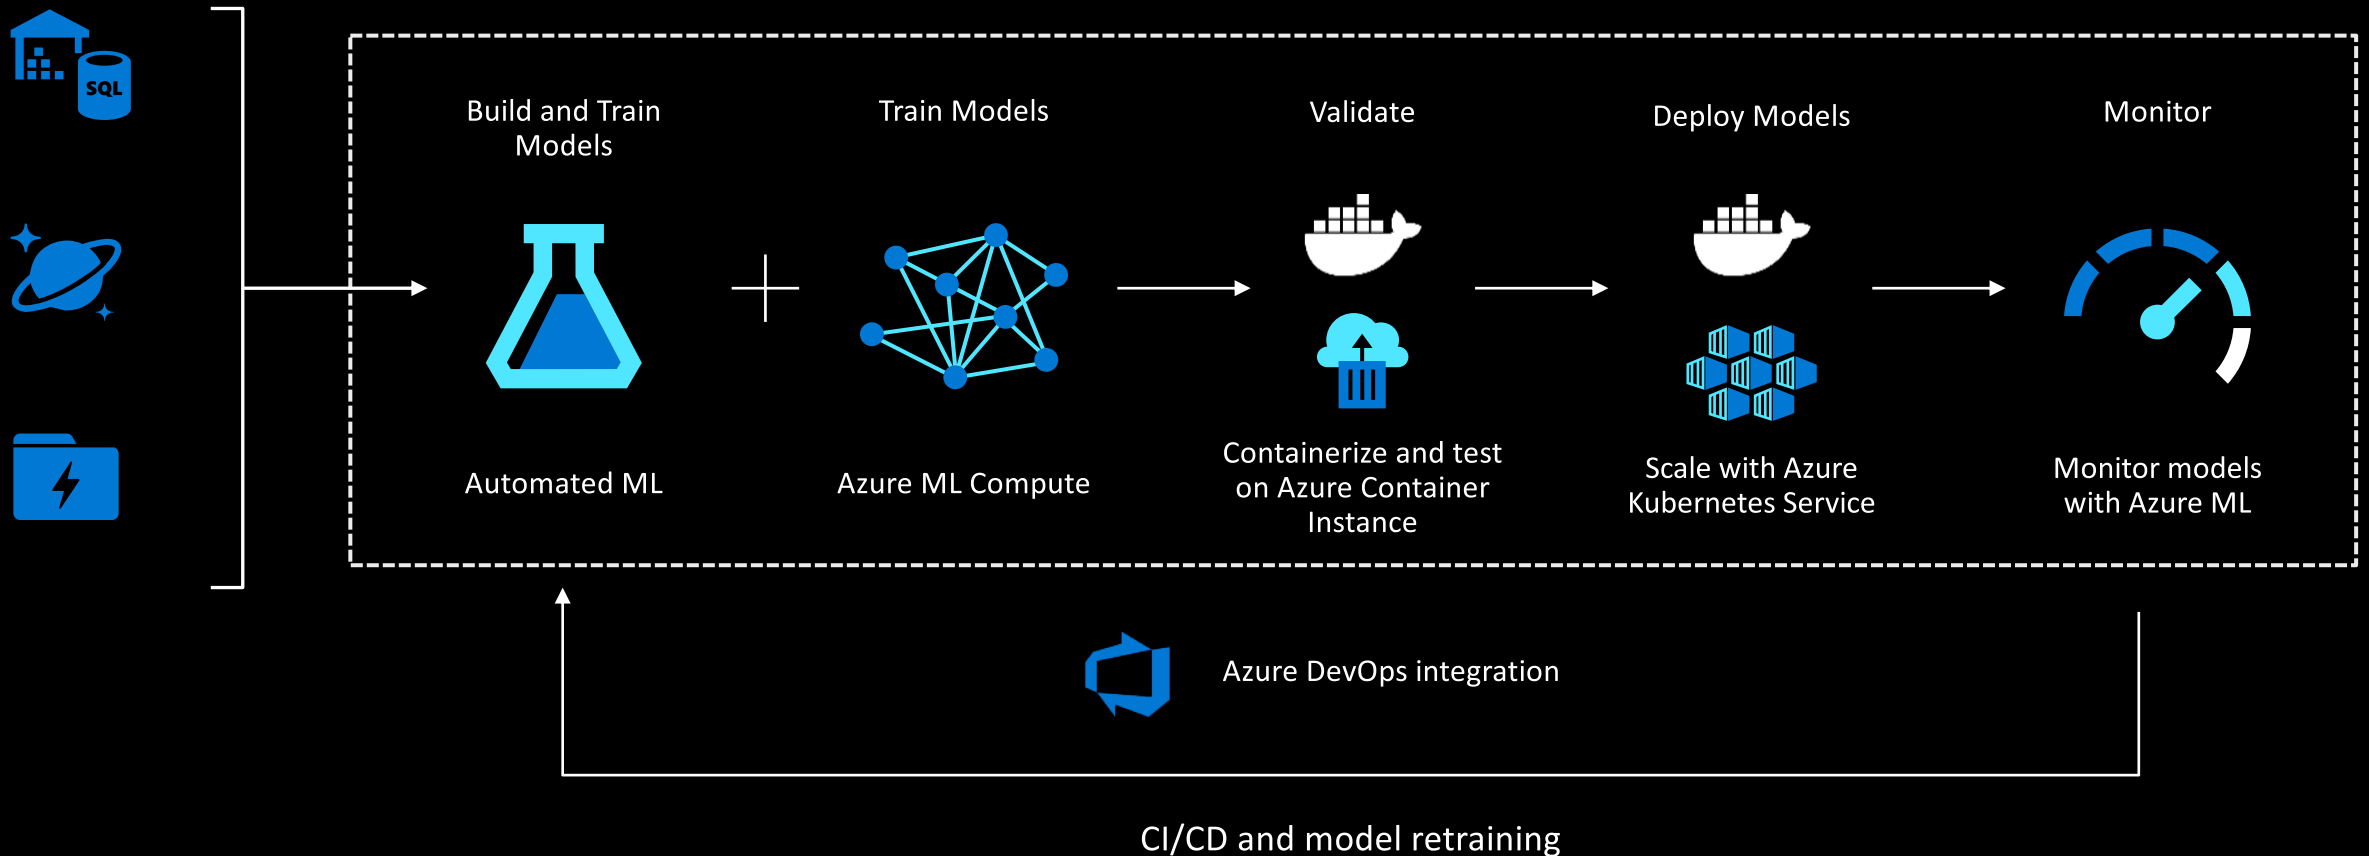 SQL
Build and Train
Models
Train Models
Validate
Deploy Models
Monitor
Automated ML
Azure ML Compute
Containerize and test
on Azure Container
Instance
Scale with Azure
Kubernetes Service
Monitor models
with Azure ML
Azure DevOps integration
CI/CD and model retraining